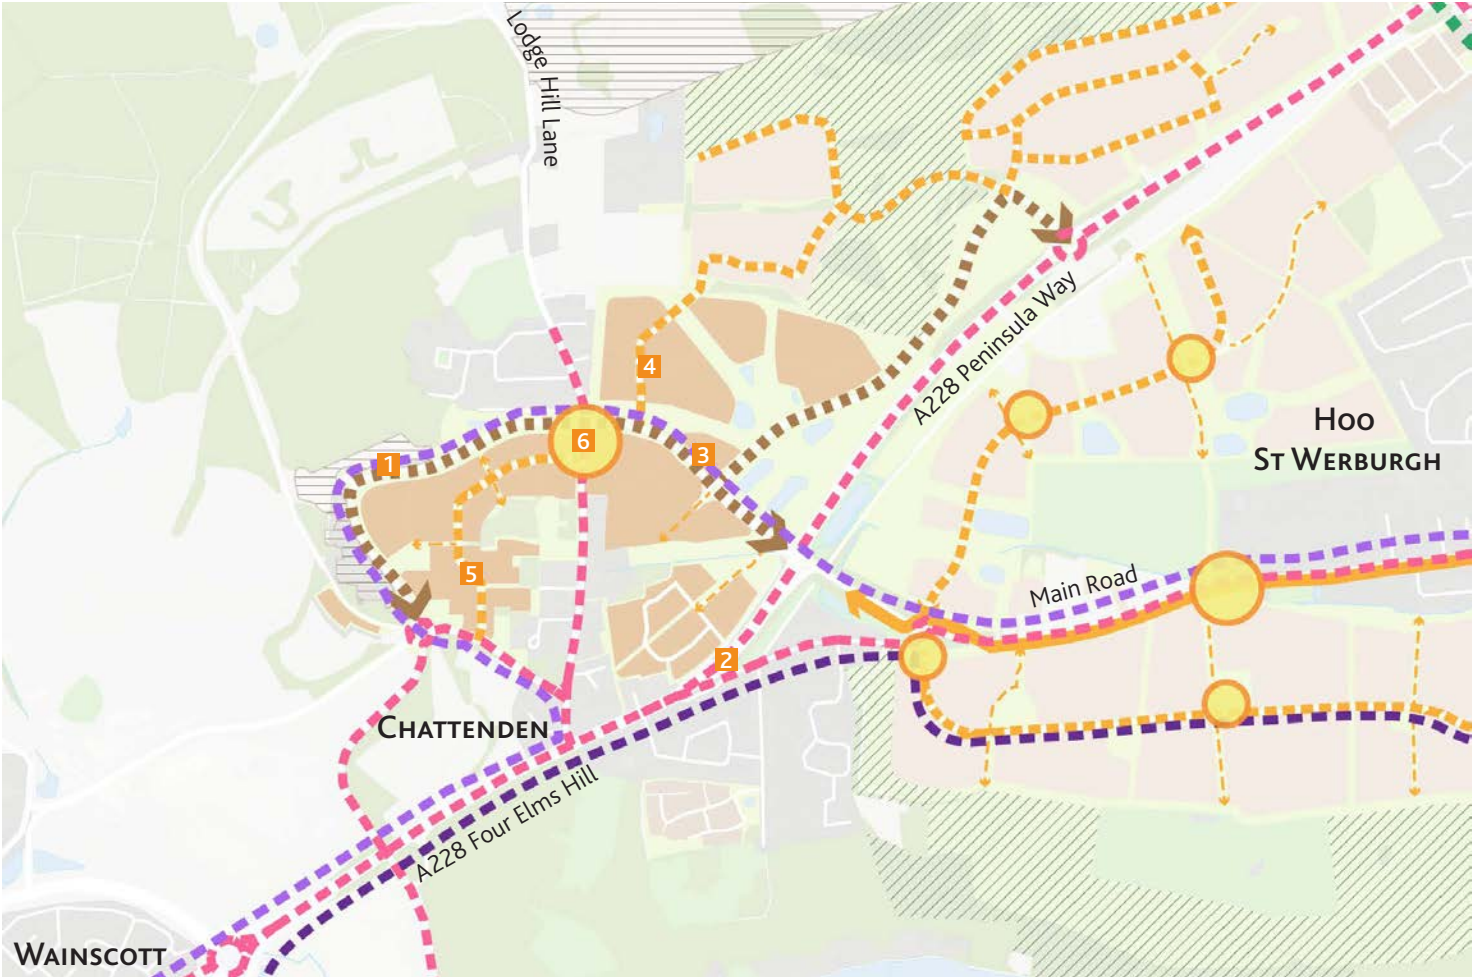 Lodge Hill Lane
4
A228 Peninsula Way
Hoo
St Werburgh
6
3
1
5
Main Road
2
Chattenden
A228 Four Elms Hill
Wainscott